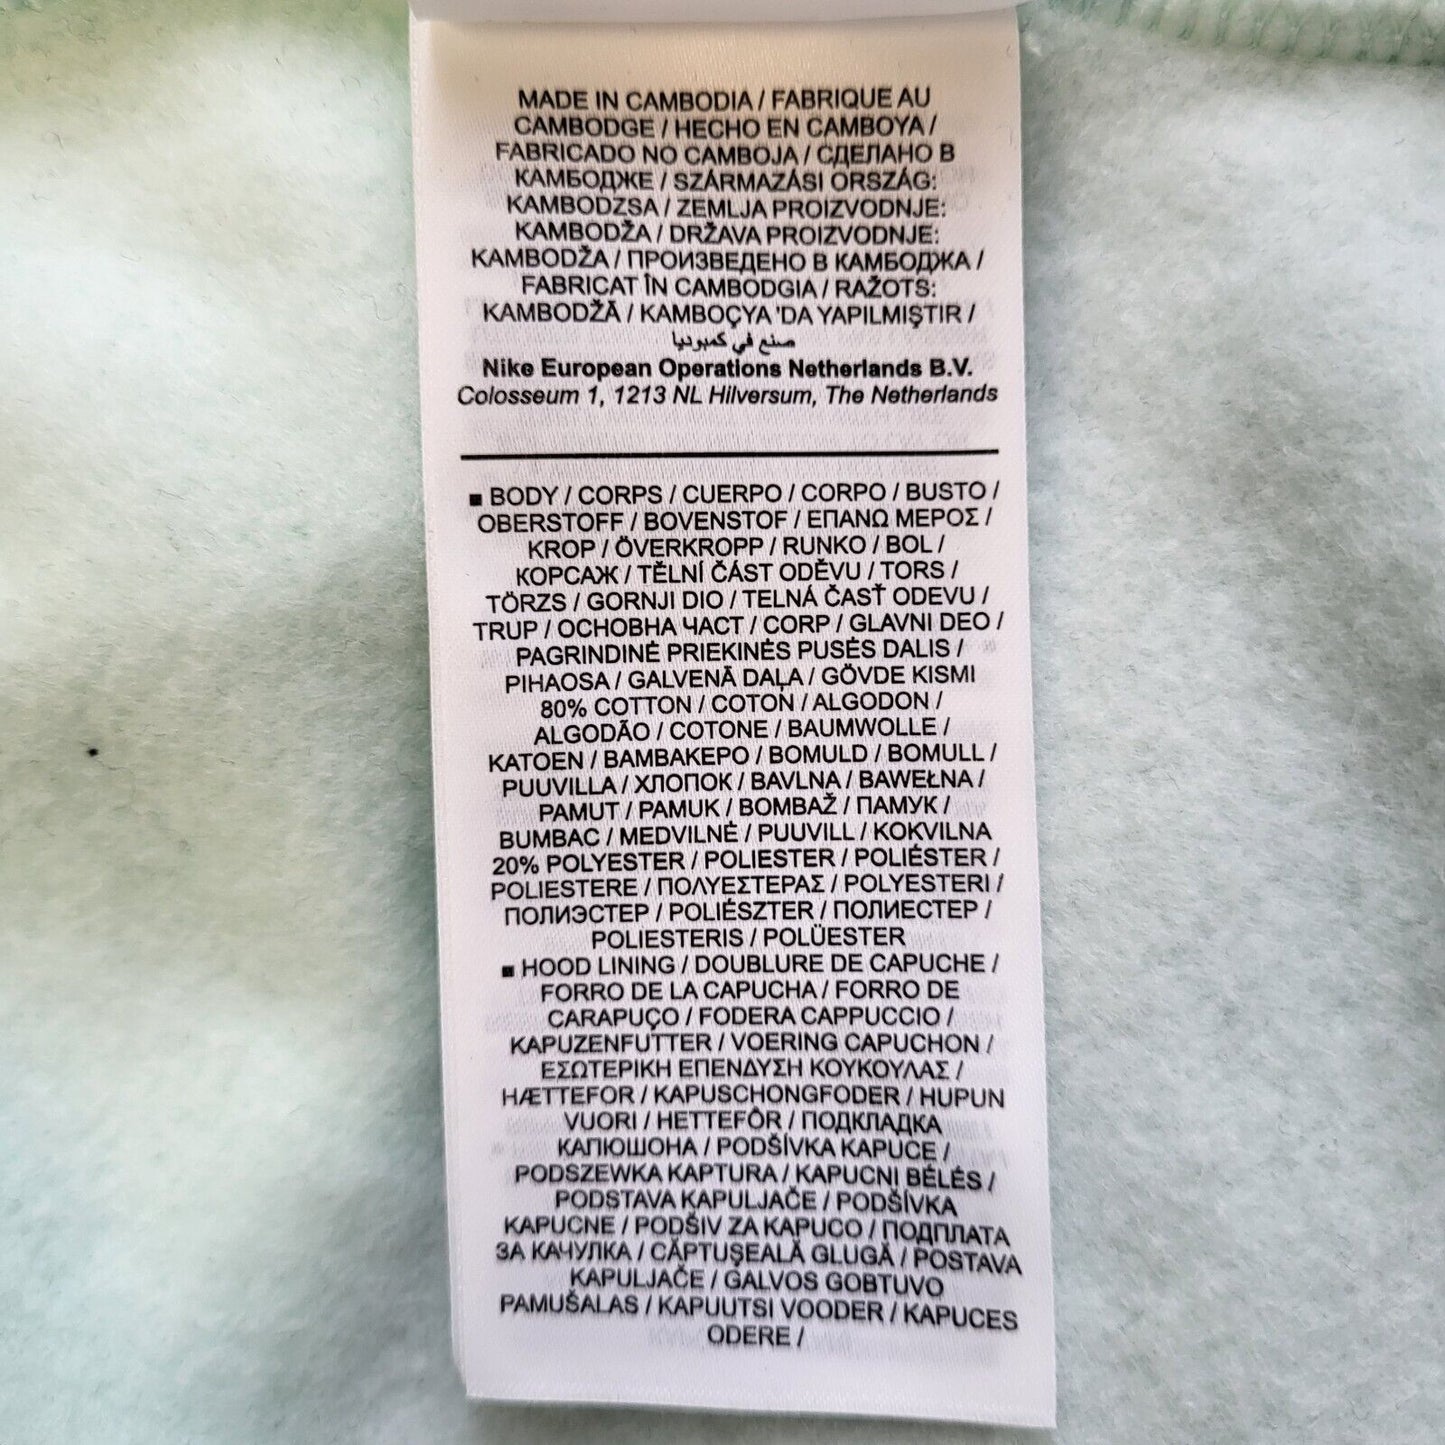 MADE IN CAMBODIA / FABRIQUE AU
CAMBODGE / HECHO EN CAMBOYA /
FABRICADO NO CAMBOJA / СДЕЛАНО В
КАМБОДЖЕ / SZÁRMAZÁSI ORSZÁG:
KAMBODZSA / ZEMLJA PROIZVODNJE:
KAMBODŽA / DRŽAVA PROIZVODNJE:
KAMBODŽA / ПРОИЗВЕДЕНО В КАМБОДЖА /
FABRICAT ÎN CAMBODGIA / RAŽOTS:
KAMBODŽĀ / KAMBOÇYA 'DA YAPILMIŞTIR /
صنع في كمبوديا
Nike European Operations Netherlands B.V.
Colosseum 1, 1213 NL Hilversum, The Netherlands
■ BODY / CORPS / CUERPO / CORPO / BUSTO /
OBERSTOFF / BOVENSTOF / ΕΠΑΝΩ ΜΕΡΟΣ /
KROP / ÖVERKROPP / RUNKO / BOL /
КОРСАЖ / TĚLNÍ ČÁST ODĚVU / TORS /
TÖRZS / GORNJI DIO / TELNÁ ČASŤ ODEVU /
TRUP / ОСНОВНА ЧАСТ / CORP / GLAVNI DEO /
PAGRINDINĖ PRIEKINĖS PUSĖS DALIS /
PIHAOSA / GALVENĀ DAĻA / GÖVDE KISMI
80% COTTON / COTON / ALGODON /
ALGODÃO / COTONE / BAUMWOLLE /
KATOEN / ΒΑΜΒΑΚΕΡΟ / BOMULD / BOMULL /
PUUVILLA / ХЛОПОК / BAVLNA / BAWEŁNA /
PAMUT / PAMUK / BOMBAŽ / ПАМУК /
BUMBAC / MEDVILNĖ / PUUVILL / KOKVILNA
20% POLYESTER / POLIESTER / POLIÉSTER /
POLIESTERE / ΠΟΛΥΕΣΤΕΡΑΣ / POLYESTERI /
ПОЛИЭСТЕР / POLIÉSZTER / ПОЛИЕСТЕР /
POLIESTERIS / POLÜESTER
■ HOOD LINING / DOUBLURE DE CAPUCHE /
FORRO DE LA CAPUCHA / FORRO DE
CARAPUÇO / FODERA CAPPUCCIO /
KAPUZENFUTTER / VOERING CAPUCHON /
ΕΣΩΤΕΡΙΚΗ ΕΠΕΝΔΥΣΗ ΚΟΥΚΟΥΛΑΣ /
HÆTTEFOR / KAPUSCHONGFODER / HUPUN
VUORI / HETTEFÔR / ПОДКЛАДКА
КАПЮШОНА / PODŠÍVKA KAPUCE /
PODSZEWKA KAPTURA / KAPUCNI BÉLÉS /
PODSTAVA KAPULJAČE / PODŠÍVKA
KAPUCNE / PODŠIV ZA KAPUCO / ПОДПЛАТА
ЗА КАЧУЛКА / CĂPTUŞEALĂ GLUGĂ / POSTAVA
KAPULJAČE / GALVOS GOBTUVO
PAMUŠALAS / KAPUUTSI VOODER / KAPUCES
ODERE /